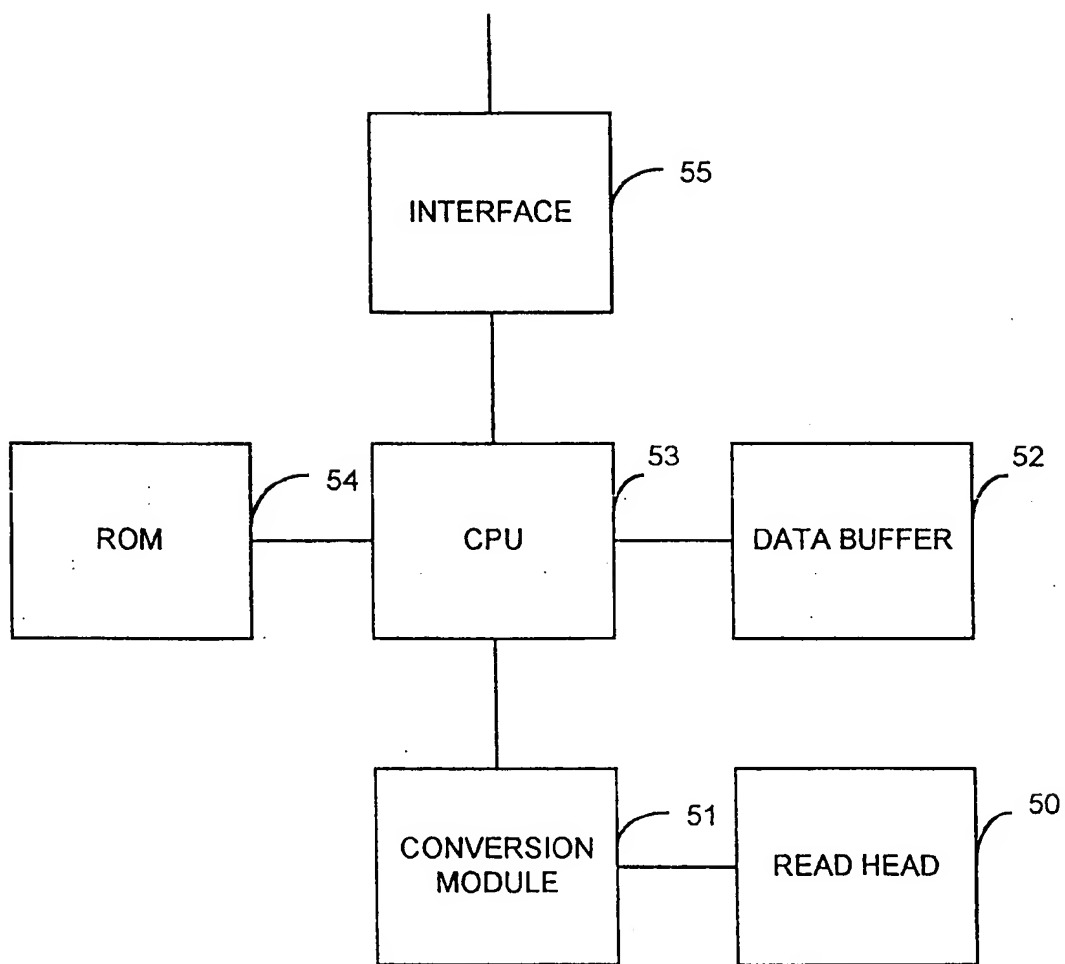 55
INTERFACE
54
53
52
ROM
CPU
DATA BUFFER
51
50
CONVERSION
MODULE
READ HEAD